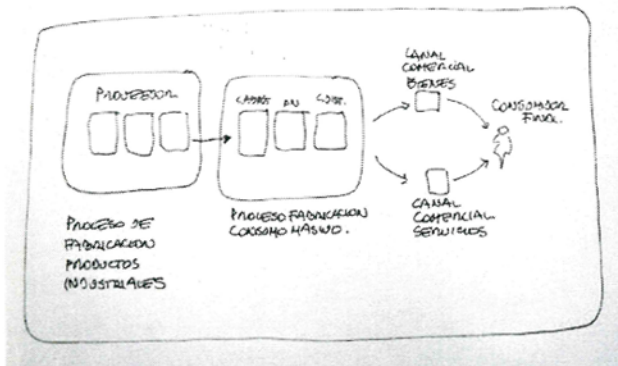 PROVEEDOR
PROCESO DE
FABRICACION
PRODUCTOS
INDUSTRIALES
PROCESO FABRICACION
CONSUMO MASIVO.
CANAL
COMERCIAL
BIENES
CANAL
COMERCIAL
SERVICIOS
CONSUMIDOR
FINAL.